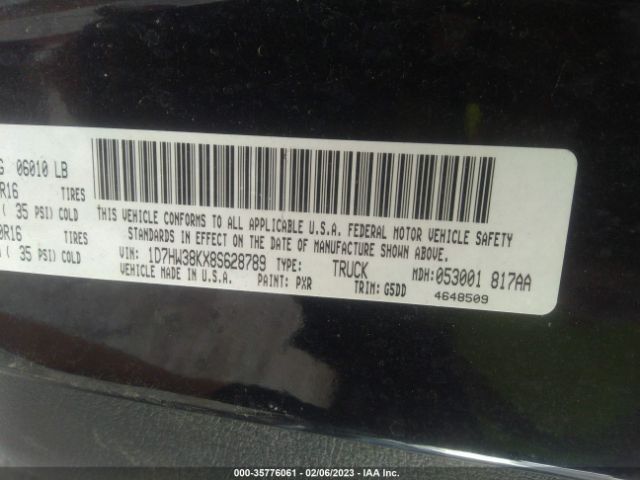 G 06010 LB
R16 TIRES
( 35 PSI) COLD
0R16 TIRES
( 35 PSI) COLD
THIS VEHICLE CONFORMS TO ALL APPLICABLE U.S.A. FEDERAL MOTOR VEHICLE SAFETY
STANDARDS IN EFFECT ON THE DATE OF MANUFACTURE SHOWN ABOVE.
VIN: 1D7HW38KX8S628789 TYPE: TRUCK MDH: 053001 817AA
VEHICLE MADE IN U.S.A. PAINT: PXR TRIM: G5DD 4648509
000-35776061 - 02/06/2023 - IAA Inc.